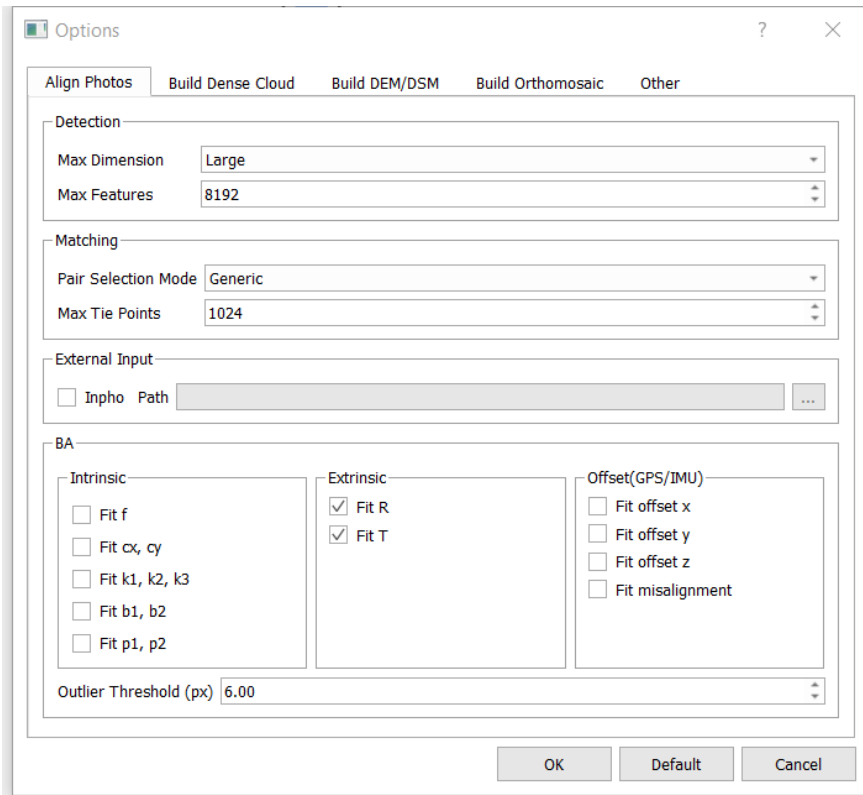 Options ?
Align Photos Build Dense Cloud Build DEM/DSM Build Orthomosaic Other
Detection
Max Dimension Large
Max Features 8192
Matching
Pair Selection Mode Generic
Max Tie Points 1024
External Input
Inpho Path ...
BA
Intrinsic
Fit f
Fit cx, cy
Fit k1, k2, k3
Fit b1, b2
Fit p1, p2
Extrinsic
Fit R
Fit T
Offset(GPS/IMU)
Fit offset x
Fit offset y
Fit offset z
Fit misalignment
Outlier Threshold (px) 6.00
OK Default Cancel